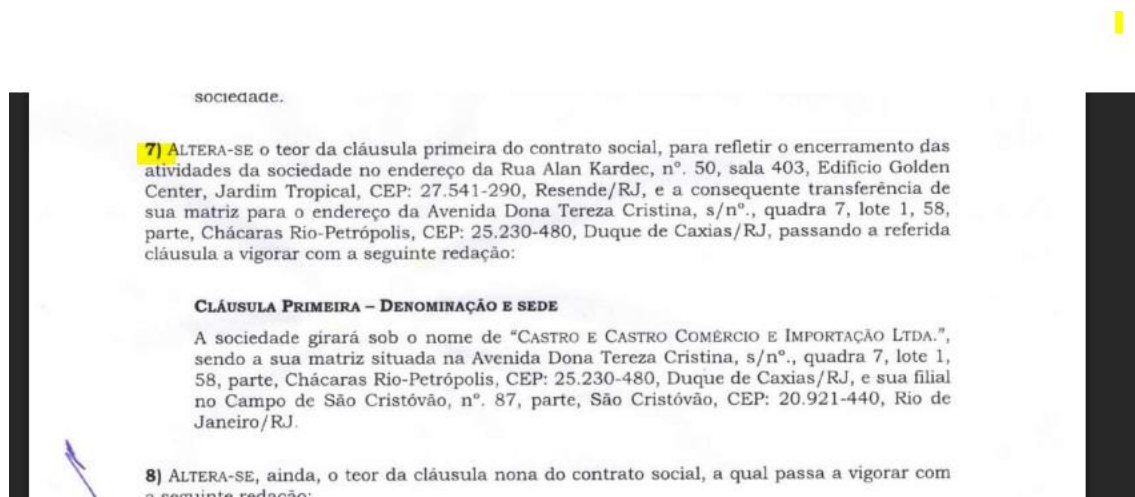 sociedade.
7) ALTERA-SE o teor da cláusula primeira do contrato social, para refletir o encerramento das
atividades da sociedade no endereço da Rua Alan Kardec, nº. 50, sala 403, Edifício Golden
Center, Jardim Tropical, CEP: 27.541-290, Resende/RJ, e a consequente transferência de
sua matriz para o endereço da Avenida Dona Tereza Cristina, s/nº., quadra 7, lote 1, 58,
parte, Chácaras Rio-Petrópolis, CEP: 25.230-480, Duque de Caxias/RJ, passando a referida
cláusula a vigorar com a seguinte redação:
CLÁUSULA PRIMEIRA – DENOMINAÇÃO E SEDE
A sociedade girará sob o nome de “CASTRO E CASTRO COMÉRCIO E IMPORTAÇÃO LTDA.”,
sendo a sua matriz situada na Avenida Dona Tereza Cristina, s/nº., quadra 7, lote 1,
58, parte, Chácaras Rio-Petrópolis, CEP: 25.230-480, Duque de Caxias/RJ, e sua filial
no Campo de São Cristóvão, nº. 87, parte, São Cristóvão, CEP: 20.921-440, Rio de
Janeiro/RJ.
8) ALTERA-SE, ainda, o teor da cláusula nona do contrato social, a qual passa a vigorar com
a seguinte redação: